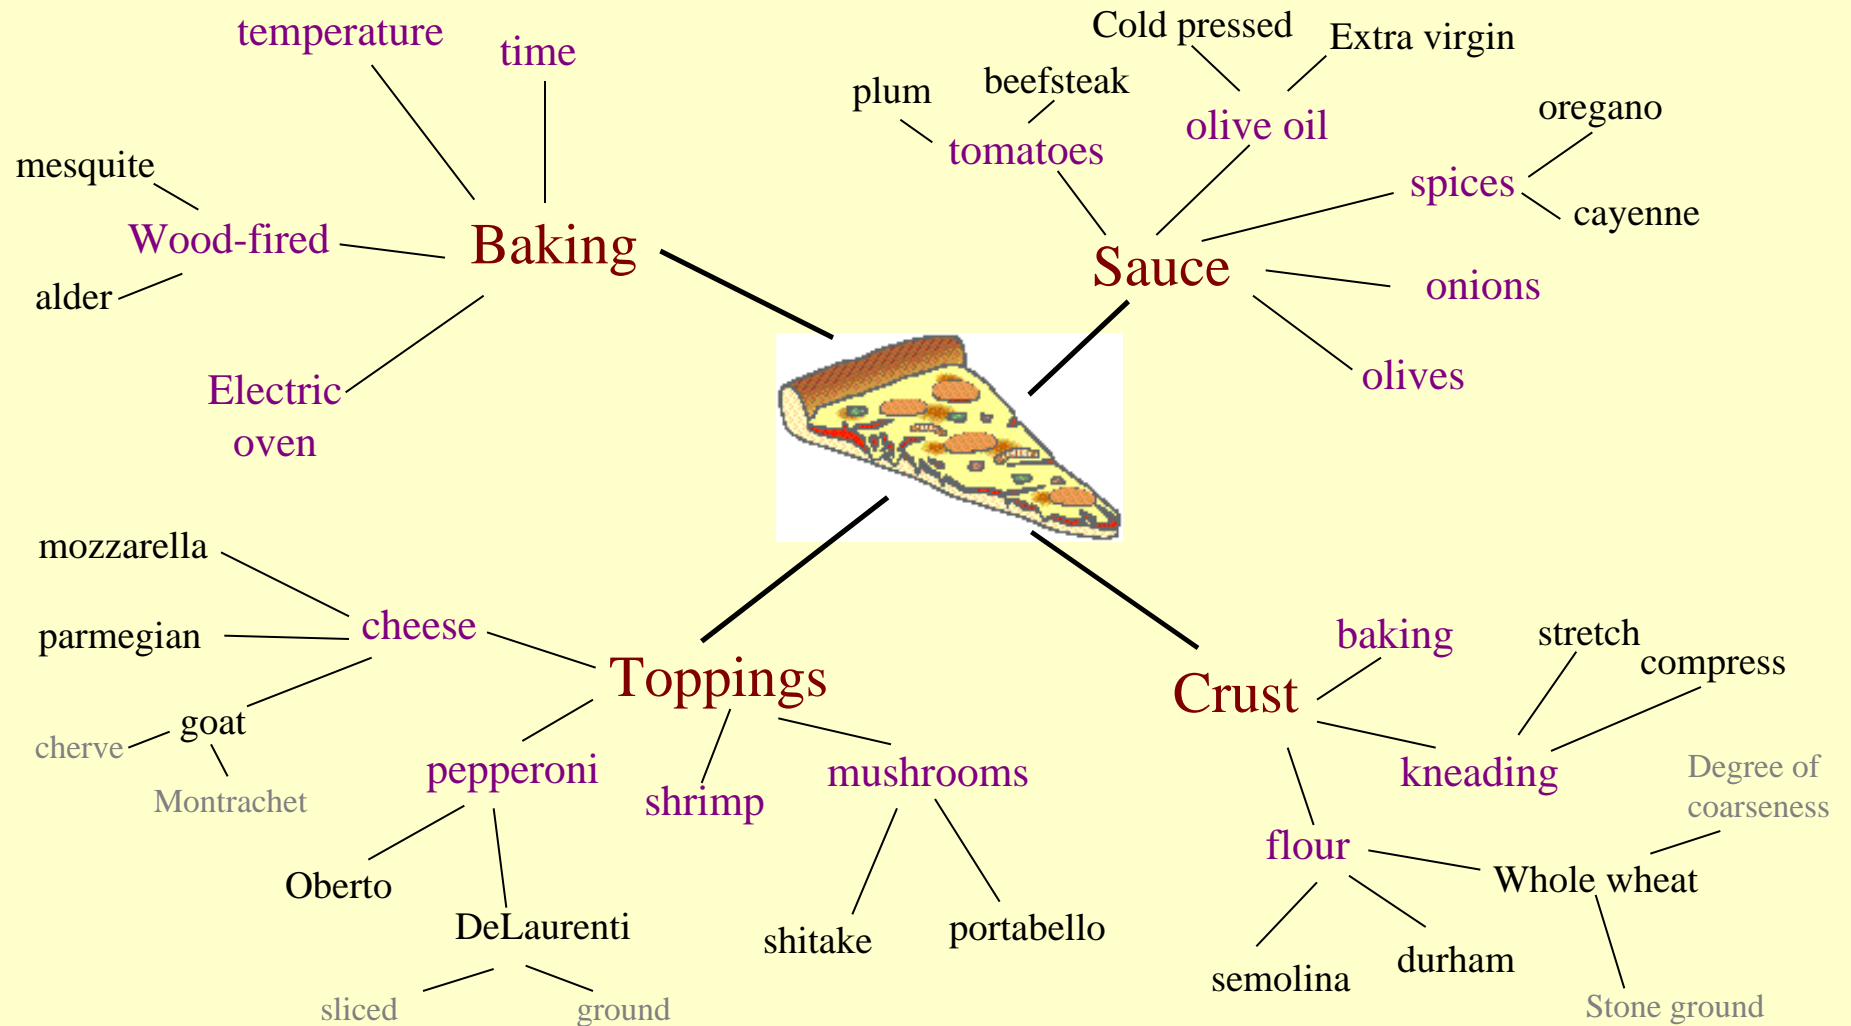 temperature
time
mesquite
Wood-fired
alder
Baking
Electric
oven
Cold pressed
Extra virgin
plum
beefsteak
tomatoes
olive oil
oregano
spices
cayenne
Sauce
onions
olives
mozzarella
parmegian
cheese
goat
cherve
Montrachet
Toppings
pepperoni
shrimp
mushrooms
Oberto
DeLaurenti
sliced
ground
shitake
portabello
Crust
baking
stretch
compress
kneading
Degree of
coarseness
flour
Whole wheat
semolina
durham
Stone ground